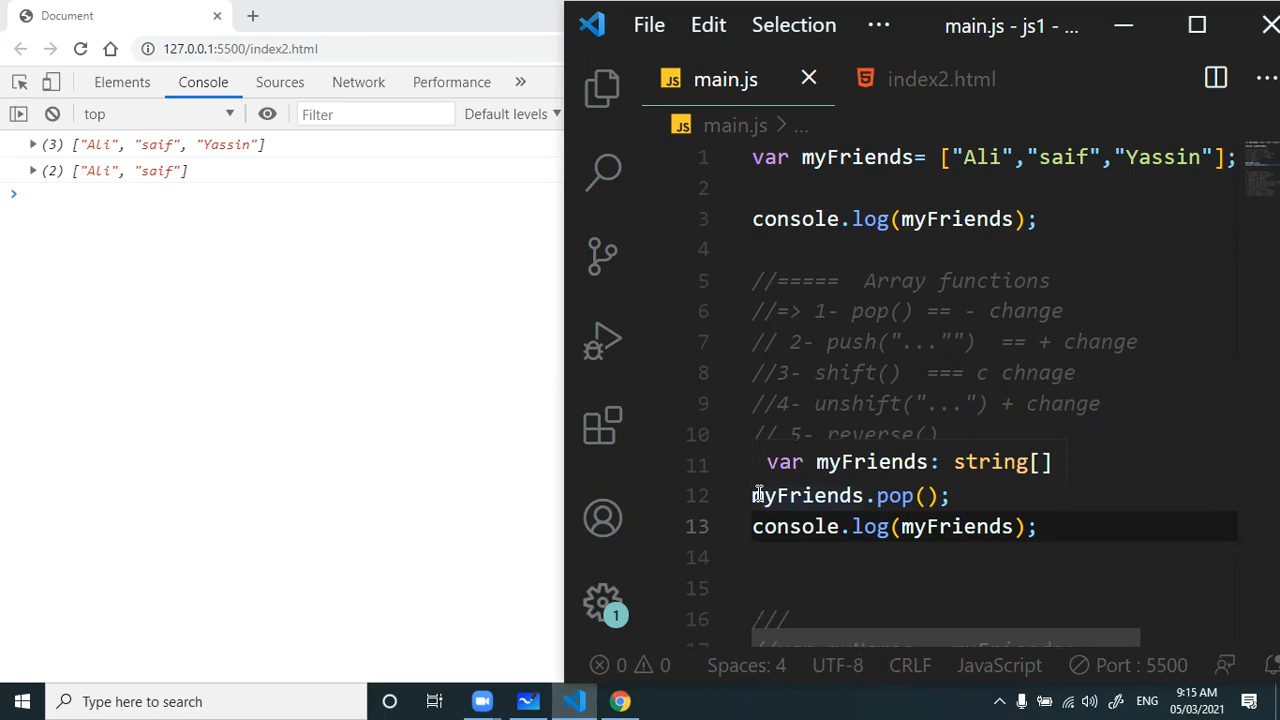 Document
127.0.0.1:5500/index2.html
Elements Console Sources Network Performance »
top Filter Default levels
(3) ["Ali", "saif", "Yassin"]
(2) ["Ali", "saif"]
File Edit Selection ··· main.js - js1 - ...
JS main.js index2.html
JS main.js > ...
1 var myFriends= ["Ali","saif","Yassin"];
2
3 console.log(myFriends);
4
5 //===== Array functions
6 //=> 1- pop() == - change
7 // 2- push("..."") == + change
8 //3- shift() === c chnage
9 //4- unshift("...") + change
10 // 5- reverse()
11 var myFriends: string[]
12 myFriends.pop();
13 console.log(myFriends);
14
15
16 ///
1
0 0 Spaces: 4 UTF-8 CRLF JavaScript Port : 5500
Type here to search
ENG
9:15 AM
05/03/2021